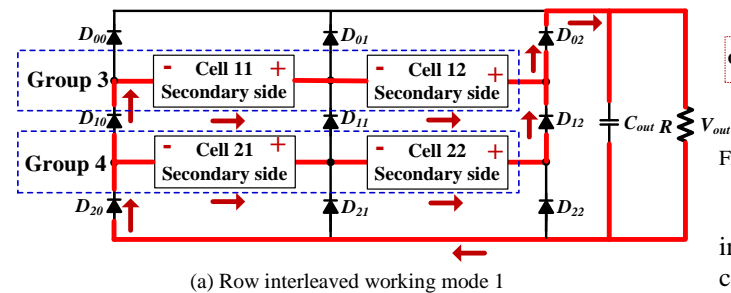 D00 D01 D02
Group 3
- Cell 11 + - Cell 12 +
Secondary side Secondary side
D10 D11 D12
Cout R Vout
Group 4
- Cell 21 + - Cell 22 +
Secondary side Secondary side
D20 D21 D22
(a) Row interleaved working mode 1
F
in
c